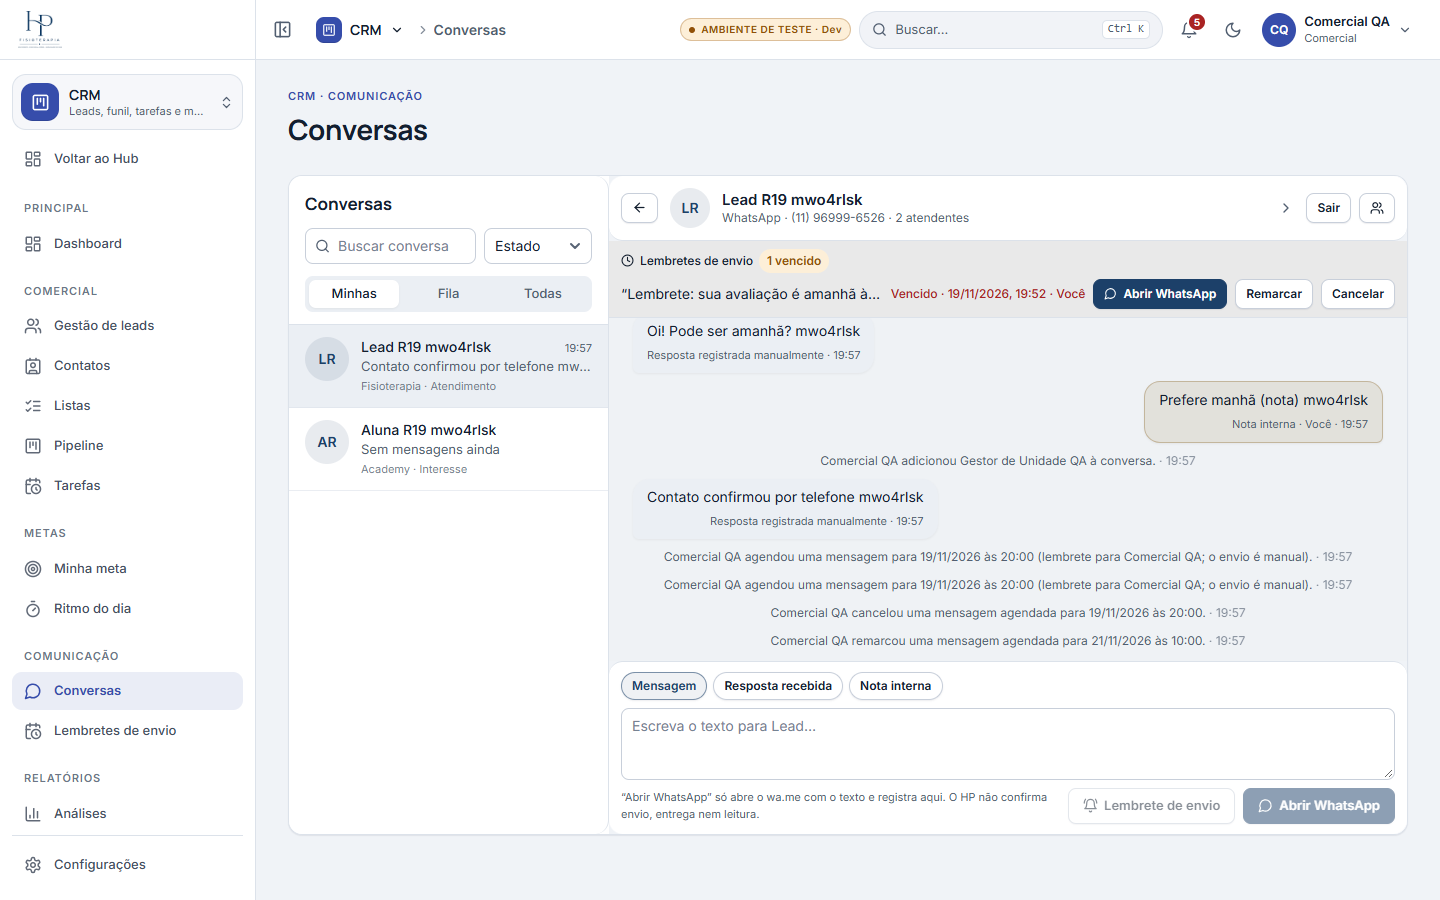 HP
FISIOTERAPIA
CRM
Leads, funil, tarefas e m...
Voltar ao Hub
PRINCIPAL
Dashboard
COMERCIAL
Gestão de leads
Contatos
Listas
Pipeline
Tarefas
METAS
Minha meta
Ritmo do dia
COMUNICAÇÃO
Conversas
Lembretes de envio
RELATÓRIOS
Análises
Configurações
CRM
Conversas
AMBIENTE DE TESTE · Dev
Buscar...
Ctrl K
5
CQ
Comercial QA
Comercial
CRM · COMUNICAÇÃO
Conversas
Conversas
Buscar conversa
Estado
Minhas
Fila
Todas
LR
Lead R19 mwo4rlsk
19:57
Contato confirmou por telefone mw...
Fisioterapia · Atendimento
AR
Aluna R19 mwo4rlsk
Sem mensagens ainda
Academy · Interesse
LR
Lead R19 mwo4rlsk
WhatsApp · (11) 96999-6526 · 2 atendentes
Sair
Lembretes de envio
1 vencido
“Lembrete: sua avaliação é amanhã à...
Vencido · 19/11/2026, 19:52 · Você
Abrir WhatsApp
Remarcar
Cancelar
Oi! Pode ser amanhã? mwo4rlsk
Resposta registrada manualmente · 19:57
Prefere manhã (nota) mwo4rlsk
Nota interna · Você · 19:57
Comercial QA adicionou Gestor de Unidade QA à conversa. · 19:57
Contato confirmou por telefone mwo4rlsk
Resposta registrada manualmente · 19:57
Comercial QA agendou uma mensagem para 19/11/2026 às 20:00 (lembrete para Comercial QA; o envio é manual). · 19:57
Comercial QA agendou uma mensagem para 19/11/2026 às 20:00 (lembrete para Comercial QA; o envio é manual). · 19:57
Comercial QA cancelou uma mensagem agendada para 19/11/2026 às 20:00. · 19:57
Comercial QA remarcou uma mensagem agendada para 21/11/2026 às 10:00. · 19:57
Mensagem
Resposta recebida
Nota interna
Escreva o texto para Lead...
“Abrir WhatsApp” só abre o wa.me com o texto e registra aqui. O HP não confirma
envio, entrega nem leitura.
Lembrete de envio
Abrir WhatsApp